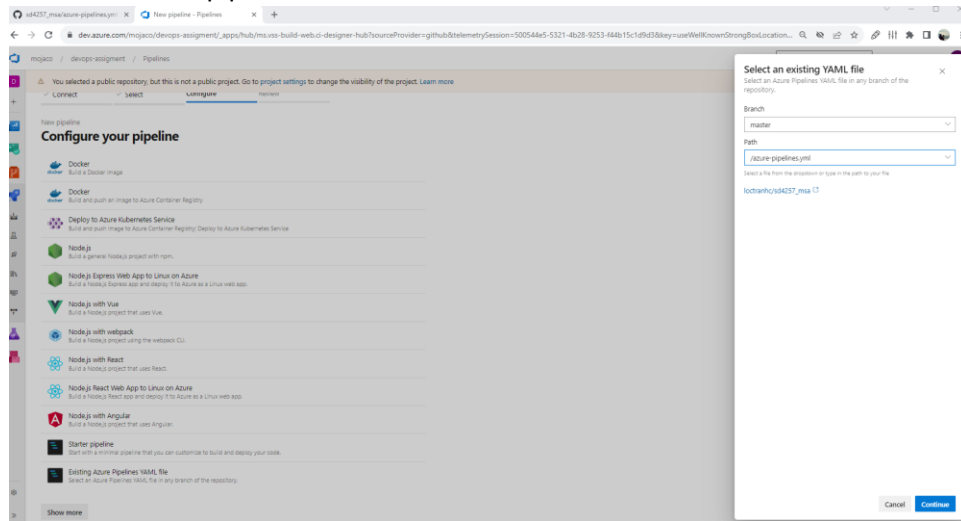 sd4257_msa/azure-pipelines.yml
New pipeline - Pipelines
dev.azure.com/mojaco/devops-assigment/_apps/hub/ms.vss-build-web.ci-designer-hub?sourceProvider=github&telemetrySession=500544e5-5321-4b28-9253-f44b15c1d9d3&key=useWellKnownStrongBoxLocation...
mojaco / devops-assigment / Pipelines
You selected a public repository, but this is not a public project. Go to project settings to change the visibility of the project. Learn more
Connect Select Configure Review
New pipeline
Configure your pipeline
Docker
Build a Docker image
Docker
Build and push an image to Azure Container Registry
Deploy to Azure Kubernetes Service
Build and push image to Azure Container Registry; Deploy to Azure Kubernetes Service
Node.js
Build a general Node.js project with npm.
Node.js Express Web App to Linux on Azure
Build a Node.js Express app and deploy it to Azure as a Linux web app.
Node.js with Vue
Build a Node.js project that uses Vue.
Node.js with webpack
Build a Node.js project using the webpack CLI.
Node.js with React
Build a Node.js project that uses React.
Node.js React Web App to Linux on Azure
Build a Node.js React app and deploy it to Azure as a Linux web app.
Node.js with Angular
Build a Node.js project that uses Angular.
Starter pipeline
Start with a minimal pipeline that you can customize to build and deploy your code.
Existing Azure Pipelines YAML file
Select an Azure Pipelines YAML file in any branch of the repository.
Show more
Select an existing YAML file
Select an Azure Pipelines YAML file in any branch of the
repository.
Branch
master
Path
/azure-pipelines.yml
Select a file from the dropdown or type in the path to your file
loctranhc/sd4257_msa
Cancel Continue